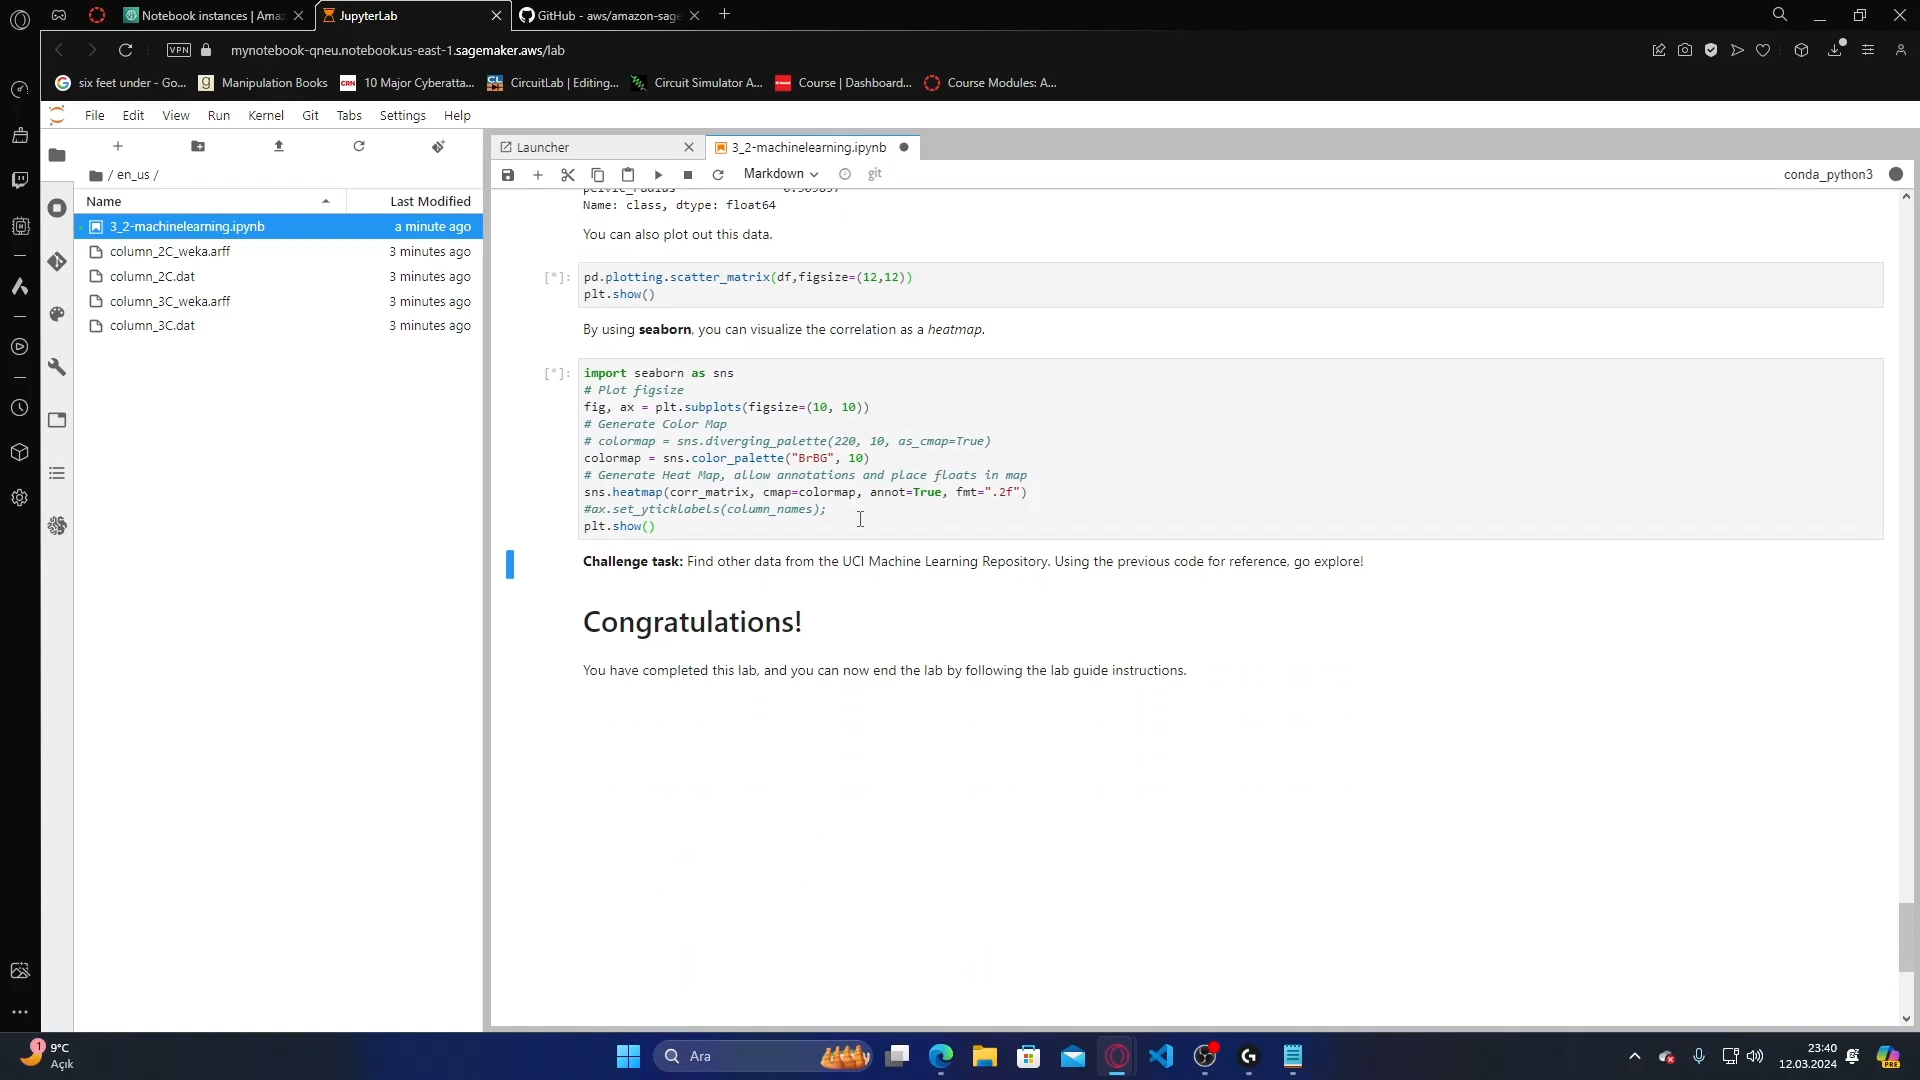 Notebook instances | Amaz
JupyterLab
GitHub - aws/amazon-sage
VPN
mynotebook-qneu.notebook.us-east-1.sagemaker.aws/lab
six feet under - Go...
Manipulation Books
CRN
10 Major Cyberatta...
CL
CircuitLab | Editing...
Circuit Simulator A...
Course | Dashboard...
Course Modules: A...
File
Edit
View
Run
Kernel
Git
Tabs
Settings
Help
/ en_us /
Name
Last Modified
3_2-machinelearning.ipynb
a minute ago
column_2C_weka.arff
3 minutes ago
column_2C.dat
3 minutes ago
column_3C_weka.arff
3 minutes ago
column_3C.dat
3 minutes ago
Launcher
3_2-machinelearning.ipynb
Markdown
git
conda_python3
pelvic_radius
Name: class, dtype: float64
You can also plot out this data.
[*]:
pd.plotting.scatter_matrix(df,figsize=(12,12))
plt.show()
By using seaborn, you can visualize the correlation as a heatmap.
[*]:
import seaborn as sns
# Plot figsize
fig, ax = plt.subplots(figsize=(10, 10))
# Generate Color Map
# colormap = sns.diverging_palette(220, 10, as_cmap=True)
colormap = sns.color_palette("BrBG", 10)
# Generate Heat Map, allow annotations and place floats in map
sns.heatmap(corr_matrix, cmap=colormap, annot=True, fmt=".2f")
#ax.set_yticklabels(column_names);
plt.show()
Challenge task: Find other data from the UCI Machine Learning Repository. Using the previous code for reference, go explore!
Congratulations!
You have completed this lab, and you can now end the lab by following the lab guide instructions.
1
9°C
Açık
Ara
23:40
12.03.2024
PRE